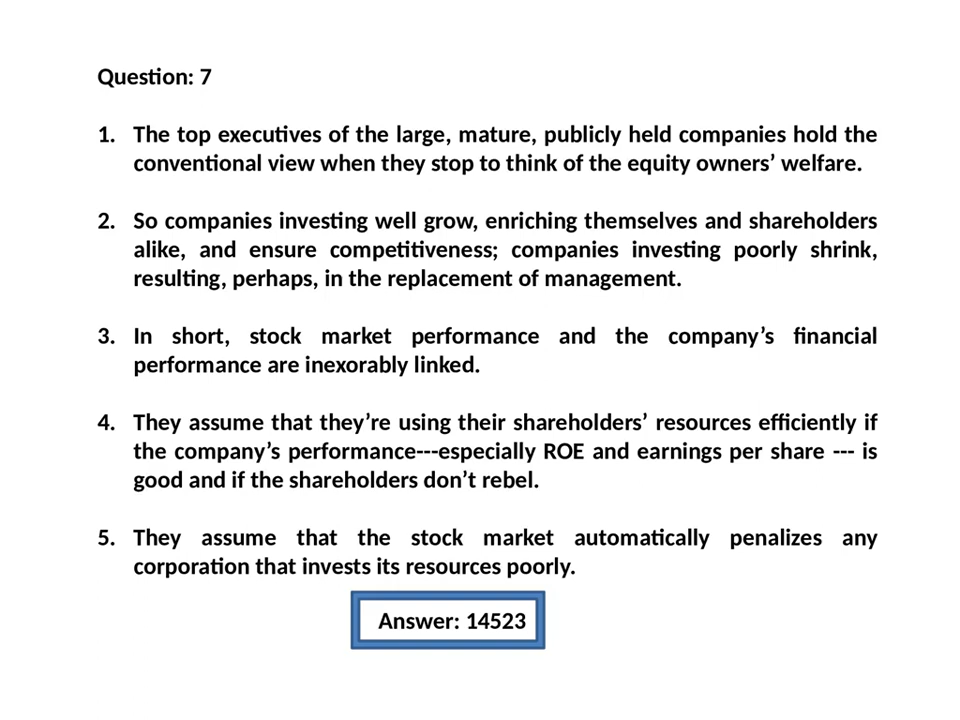 Question: 7
1. The top executives of the large, mature, publicly held companies hold the
conventional view when they stop to think of the equity owners’ welfare.
2. So companies investing well grow, enriching themselves and shareholders
alike, and ensure competitiveness; companies investing poorly shrink,
resulting, perhaps, in the replacement of management.
3. In short, stock market performance and the company’s financial
performance are inexorably linked.
4. They assume that they’re using their shareholders’ resources efficiently if
the company’s performance---especially ROE and earnings per share --- is
good and if the shareholders don’t rebel.
5. They assume that the stock market automatically penalizes any
corporation that invests its resources poorly.
Answer: 14523